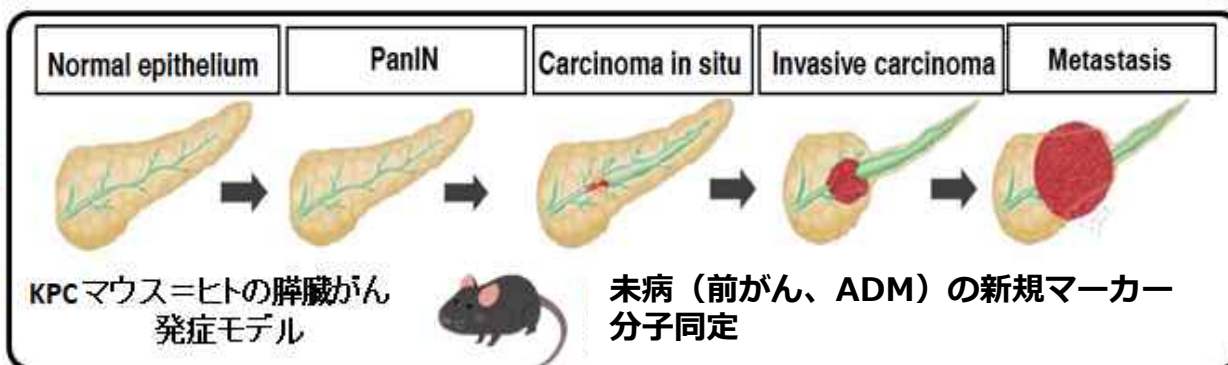 Normal epithelium
PanIN
Carcinoma in situ
Invasive carcinoma
Metastasis
KPCマウス＝ヒトの膵臓がん
発症モデル
未病（前がん、ADM）の新規マーカー
分子同定